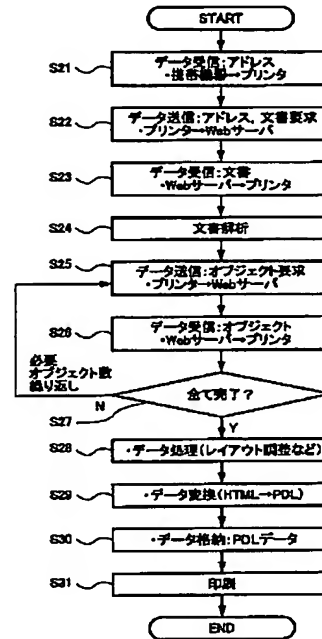 START
S21
データ受信:アドレス
・携帯機器→プリンタ
S22
データ送信:アドレス、文書要求
・プリンタ→Webサーバ
S23
データ受信:文書
・Webサーバ→プリンタ
S24
文書解析
S25
データ送信:オブジェクト要求
・プリンタ→Webサーバ
S26
データ受信:オブジェクト
・Webサーバ→プリンタ
必要
オブジェクト数
繰り返し
N
全て完了?
S27
Y
S28
・データ処理(レイアウト調整など)
S29
・データ変換(HTML→PDL)
S30
・データ格納:PDLデータ
S31
印刷
END